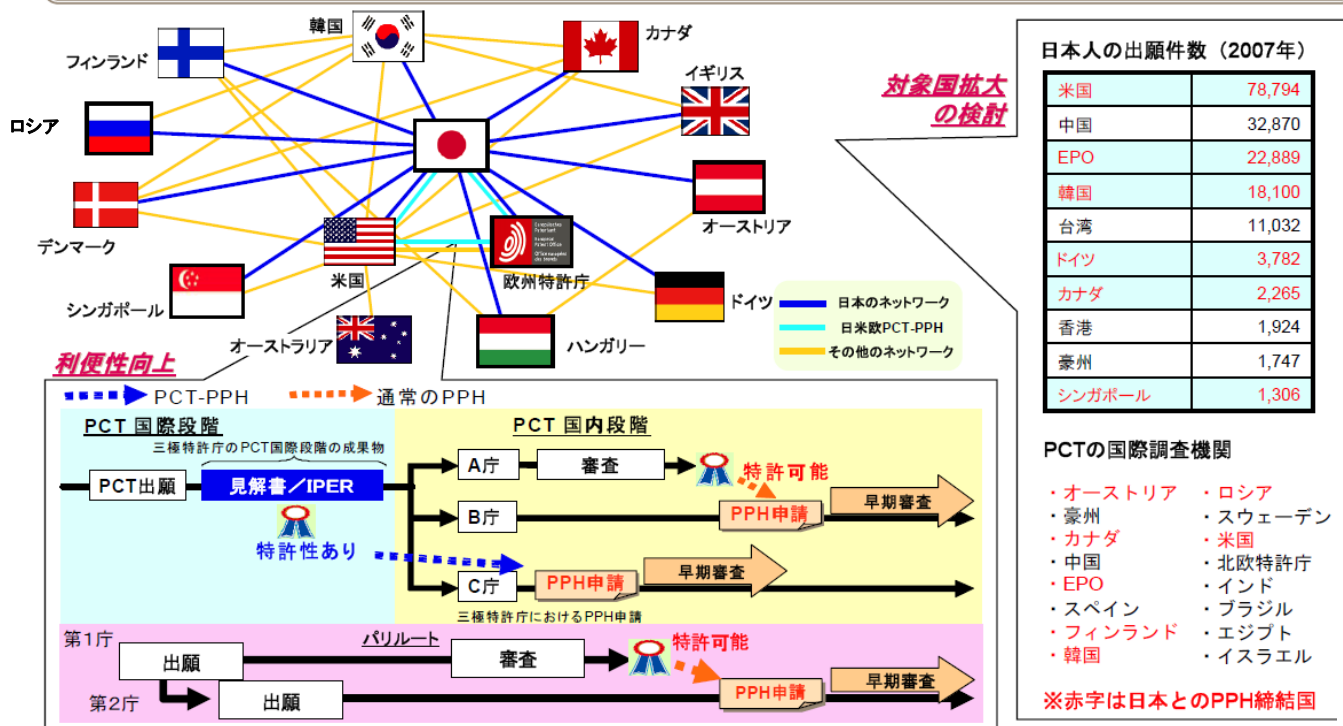 韓国
カナダ
フィンランド
イギリス
ロシア
デンマーク
オーストリア
シンガポール
米国
欧州特許庁
ドイツ
オーストラリア
ハンガリー
日本のネットワーク
日米欧PCT-PPH
その他のネットワーク
対象国拡大
の検討
日本人の出願件数（2007年）
米国 78,794
中国 32,870
EPO 22,889
韓国 18,100
台湾 11,032
ドイツ 3,782
カナダ 2,265
香港 1,924
豪州 1,747
シンガポール 1,306
PCTの国際調査機関
・オーストリア ・ロシア
・豪州 ・スウェーデン
・カナダ ・米国
・中国 ・北欧特許庁
・EPO ・インド
・スペイン ・ブラジル
・フィンランド ・エジプト
・韓国 ・イスラエル
※赤字は日本とのPPH締結国
利便性向上
PCT-PPH 通常のPPH
PCT 国際段階 PCT 国内段階
三極特許庁のPCT国際段階の成果物
PCT出願 見解書／IPER A庁 審査 特許可能
B庁 PPH申請 早期審査
特許性あり
C庁 PPH申請 早期審査
三極特許庁におけるPPH申請
第1庁 パリルート
出願 審査 特許可能
第2庁 出願 PPH申請 早期審査